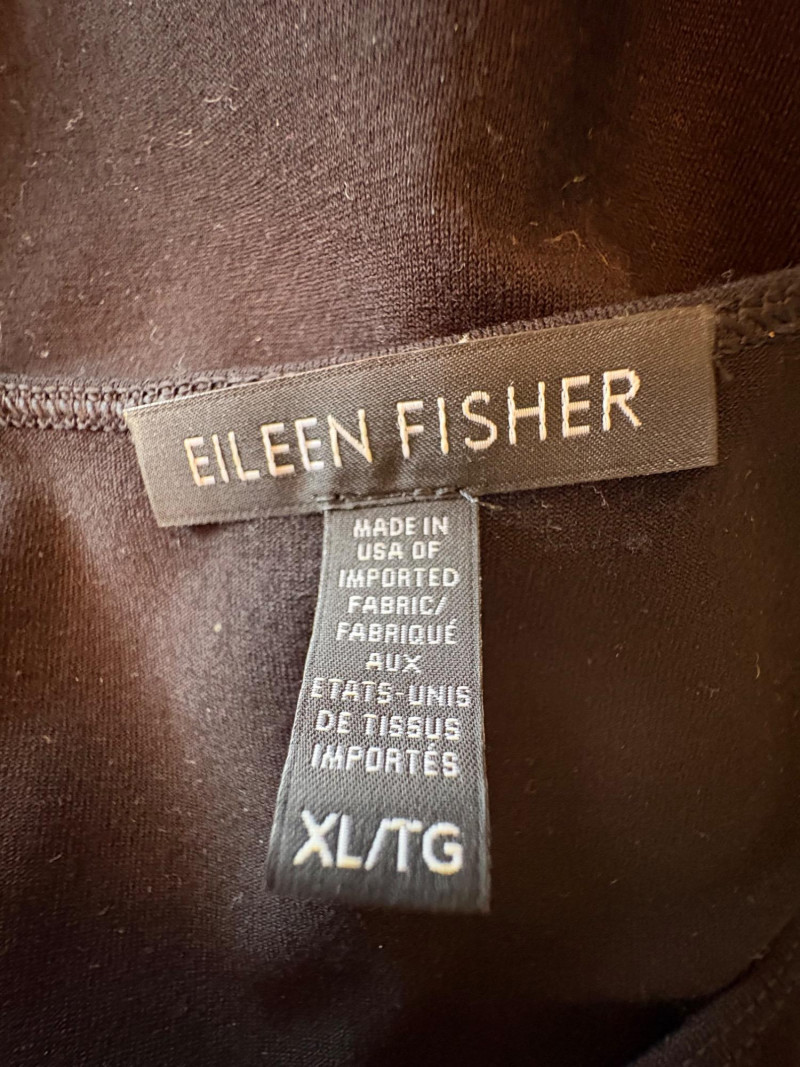 EILEEN FISHER
MADE IN
USA OF
IMPORTED
FABRIC/
FABRIQUÉ
AUX
ETATS-UNIS
DE TISSUS
IMPORTÉS
XL/TG